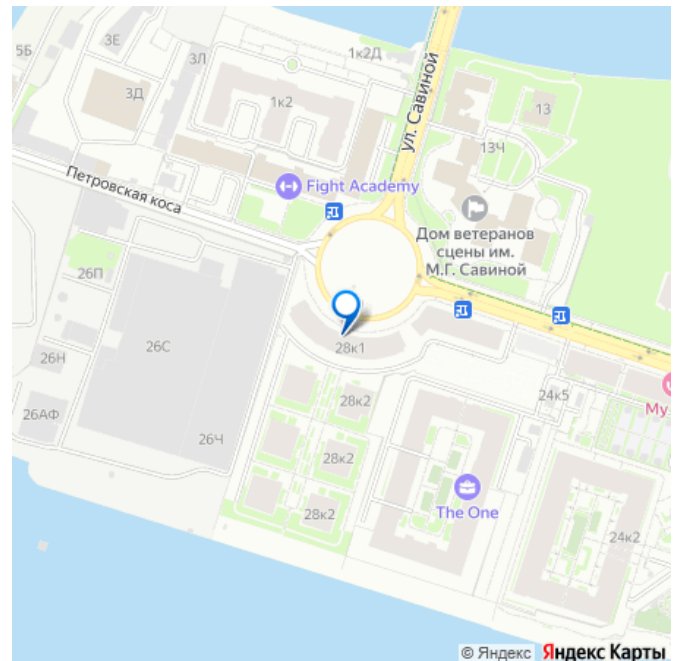 5Б
3Е
3Л
3Д
1к2Д
1к2
ул. Савиной
13
13Ч
Петровская коса
Fight Academy
Дом ветеранов
сцены им.
М.Г. Савиной
26П
26С
26Н
26АФ
26Ч
28к1
28к2
28к2
28к2
24к5
My
The One
24к2
© Яндекс Яндекс Карты